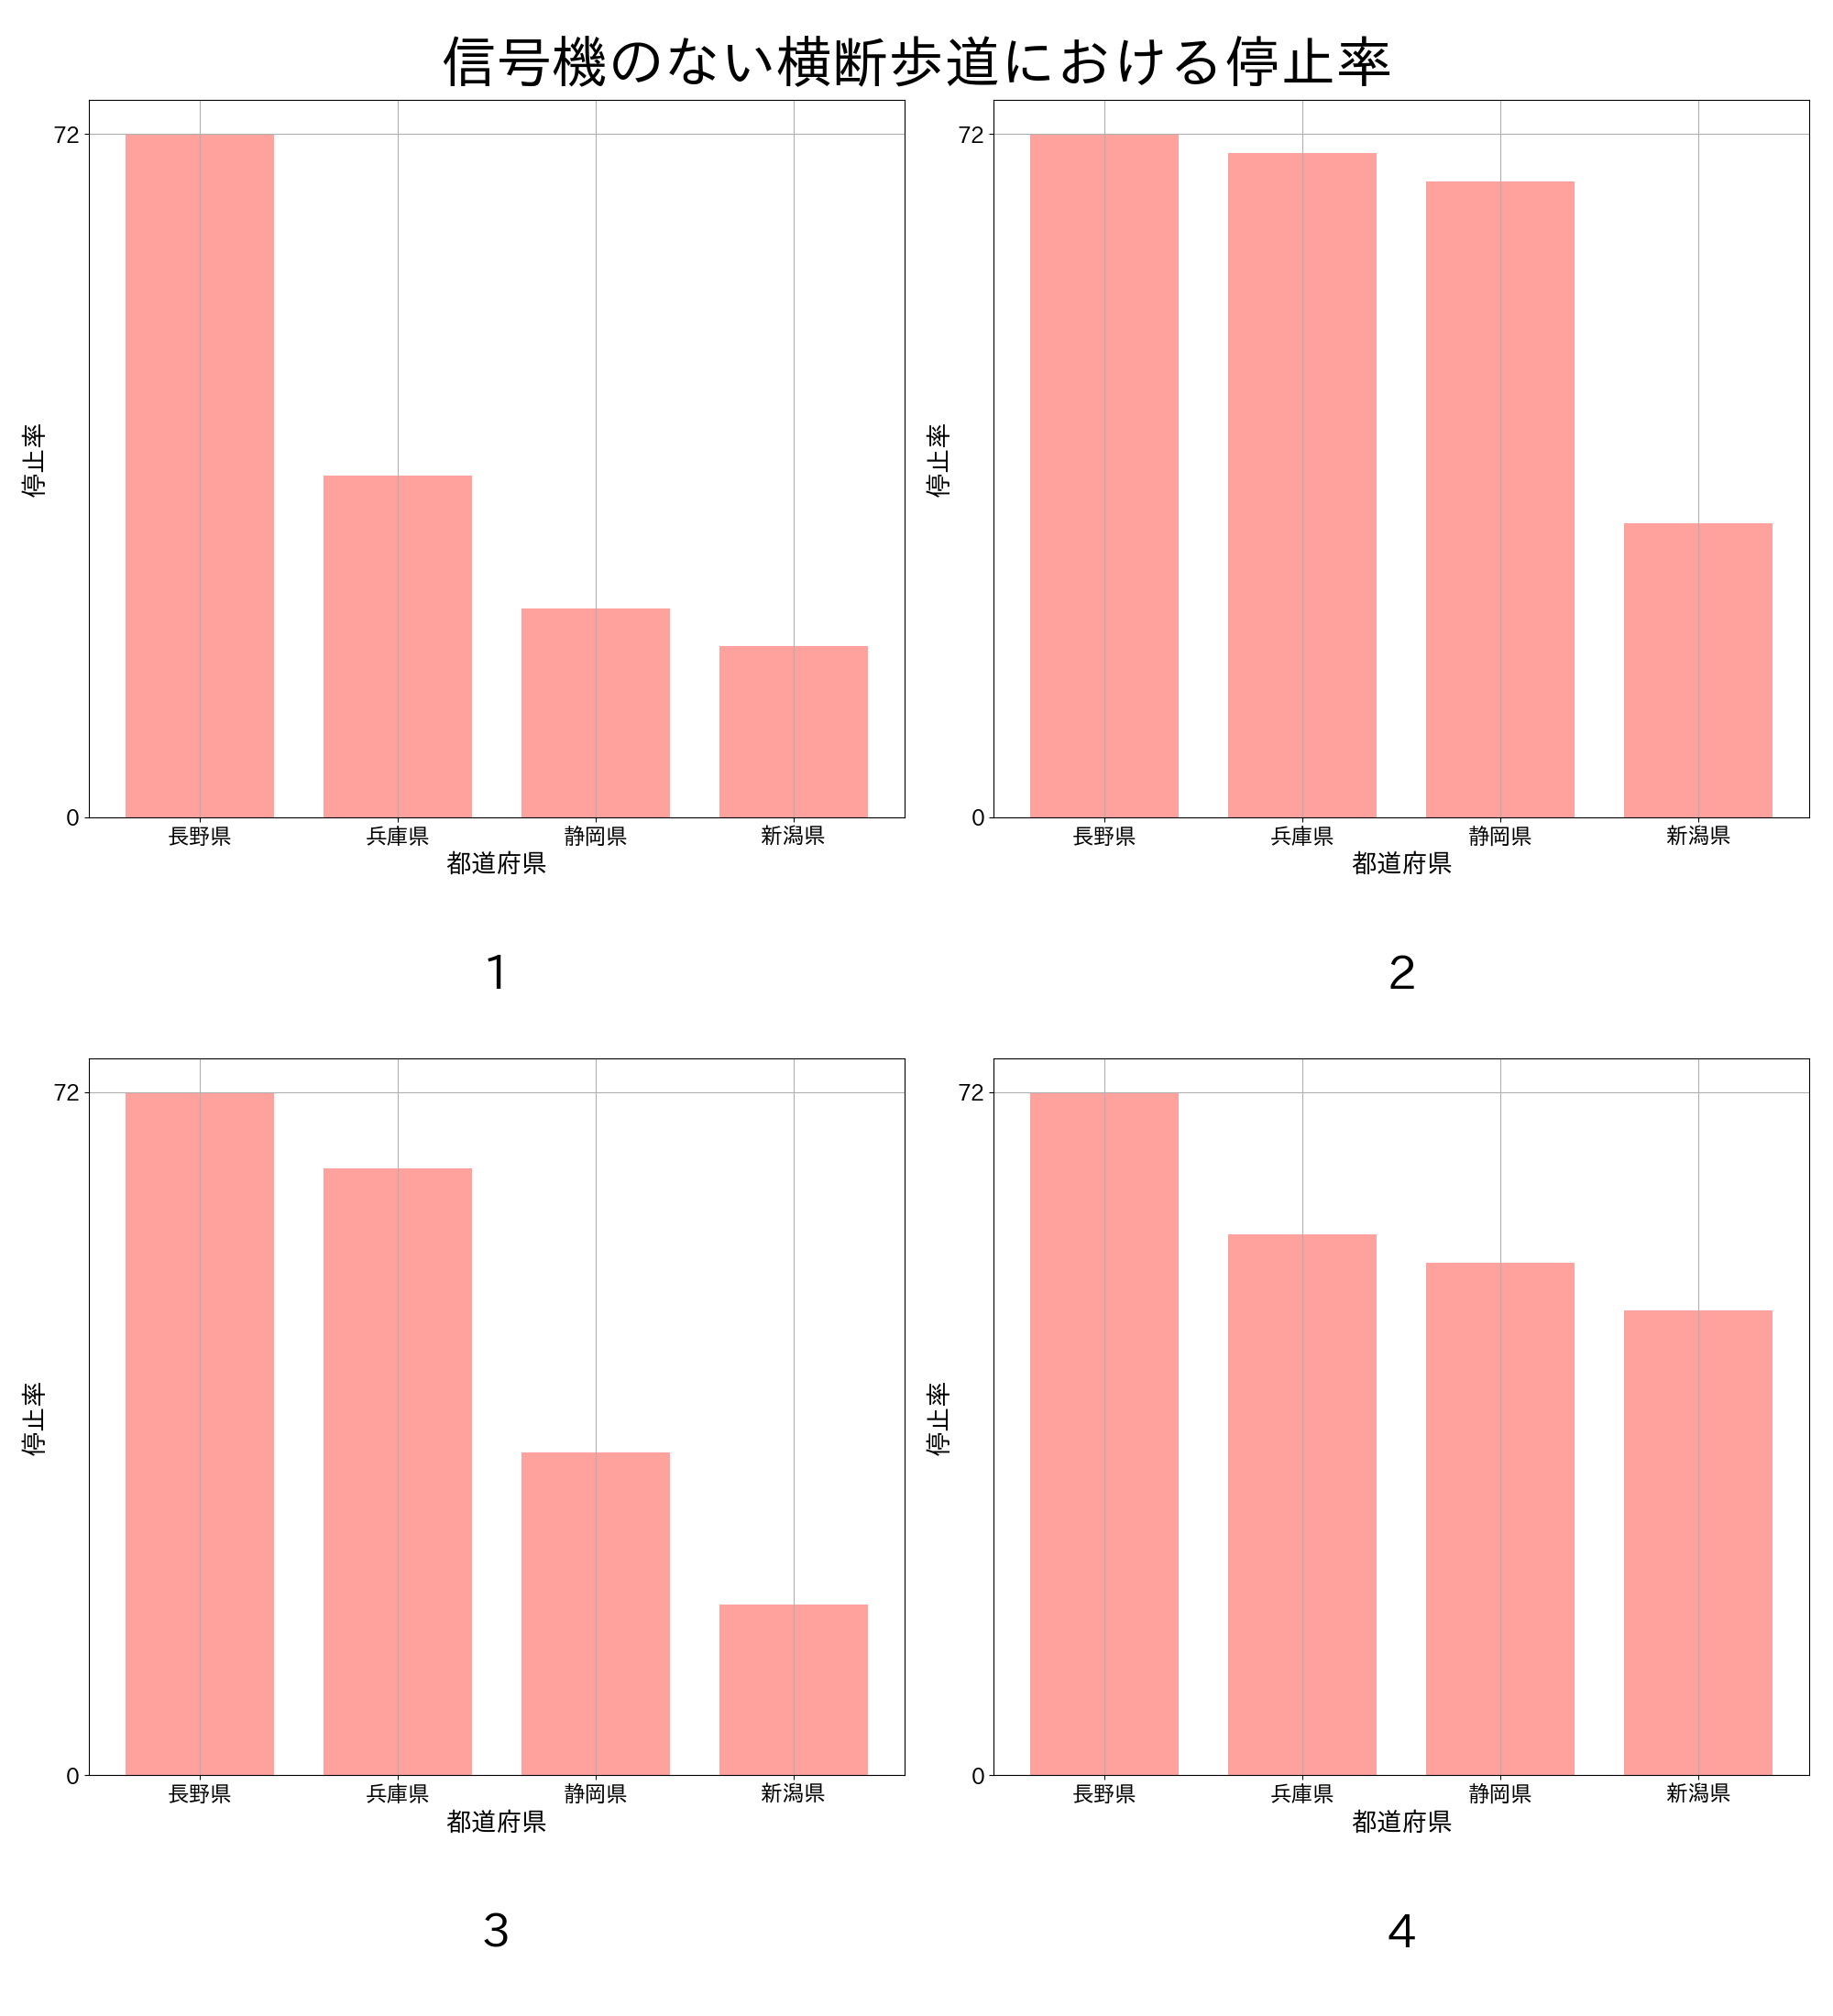 信号機のない横断歩道における停止率
72
0
停止率
長野県 兵庫県 静岡県 新潟県
都道府県
1
72
0
停止率
長野県 兵庫県 静岡県 新潟県
都道府県
2
72
0
停止率
長野県 兵庫県 静岡県 新潟県
都道府県
3
72
0
停止率
長野県 兵庫県 静岡県 新潟県
都道府県
4